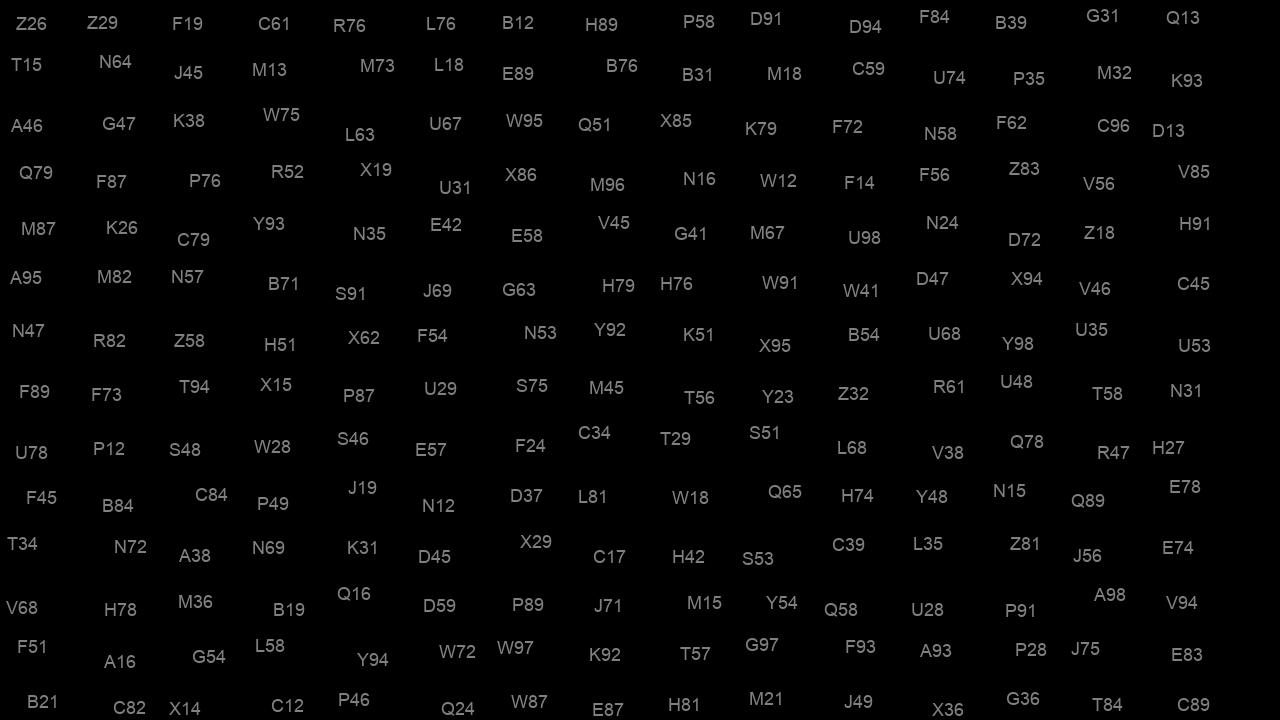 Z26 Z29 F19 C61 R76 L76 B12 H89 P58 D91 D94 F84 B39 G31 Q13
T15 N64 J45 M13 M73 L18 E89 B76 B31 M18 C59 U74 P35 M32 K93
A46 G47 K38 W75 L63 U67 W95 Q51 X85 K79 F72 N58 F62 C96 D13
Q79 F87 P76 R52 X19 U31 X86 M96 N16 W12 F14 F56 Z83 V56 V85
M87 K26 C79 Y93 N35 E42 E58 V45 G41 M67 U98 N24 D72 Z18 H91
A95 M82 N57 B71 S91 J69 G63 H79 H76 W91 W41 D47 X94 V46 C45
N47 R82 Z58 H51 X62 F54 N53 Y92 K51 X95 B54 U68 Y98 U35 U53
F89 F73 T94 X15 P87 U29 S75 M45 T56 Y23 Z32 R61 U48 T58 N31
U78 P12 S48 W28 S46 E57 F24 C34 T29 S51 L68 V38 Q78 R47 H27
F45 B84 C84 P49 J19 N12 D37 L81 W18 Q65 H74 Y48 N15 Q89 E78
T34 N72 A38 N69 K31 D45 X29 C17 H42 S53 C39 L35 Z81 J56 E74
V68 H78 M36 B19 Q16 D59 P89 J71 M15 Y54 Q58 U28 P91 A98 V94
F51 A16 G54 L58 Y94 W72 W97 K92 T57 G97 F93 A93 P28 J75 E83
B21 C82 X14 C12 P46 Q24 W87 E87 H81 M21 J49 X36 G36 T84 C89